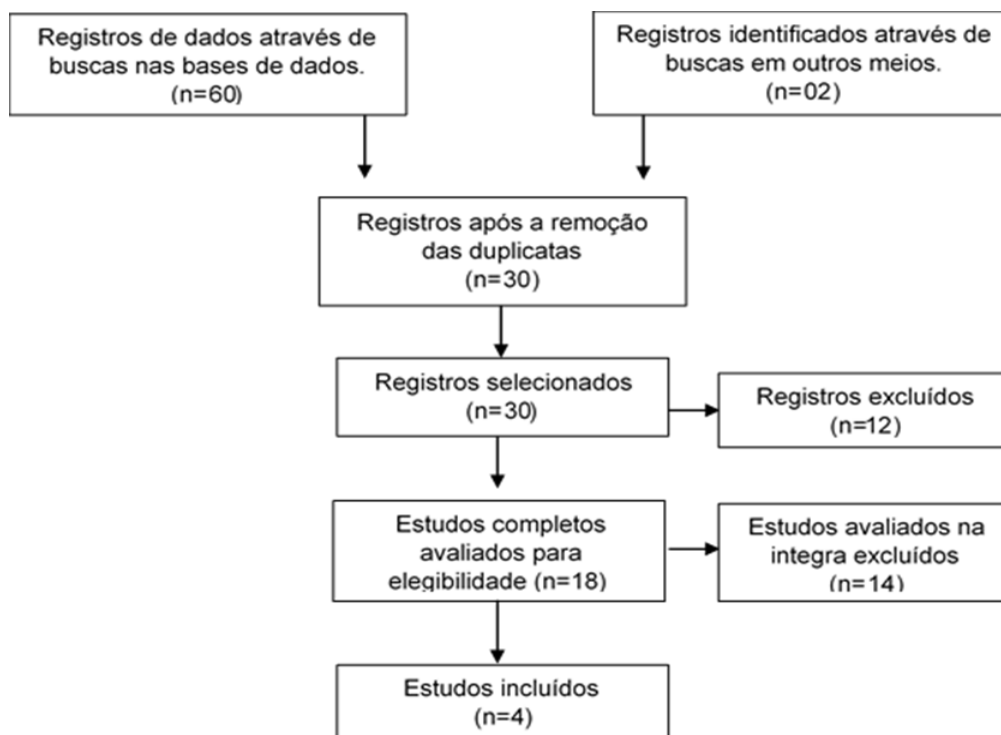 Registros de dados através de
buscas nas bases de dados.
(n=60)
Registros identificados através de
buscas em outros meios.
(n=02)
Registros após a remoção
das duplicatas
(n=30)
Registros selecionados
(n=30)
Registros excluídos
(n=12)
Estudos completos
avaliados para
elegibilidade (n=18)
Estudos avaliados na
integra excluídos
(n=14)
Estudos incluídos
(n=4)